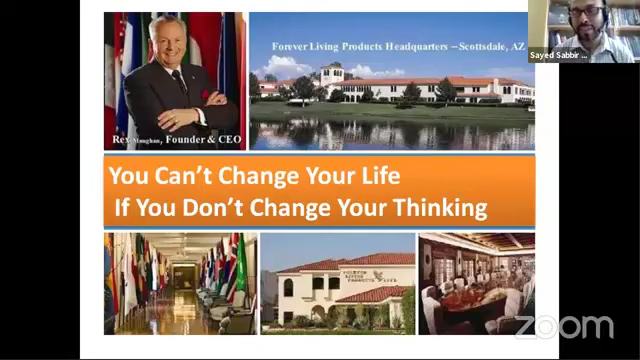 Forever Living Products Headquarters – Scottsdale, AZ
Sayed Sabbir ...
Rex Maughan, Founder & CEO
You Can't Change Your Life
If You Don't Change Your Thinking
FOREVER
LIVING
PRODUCTS
zoom